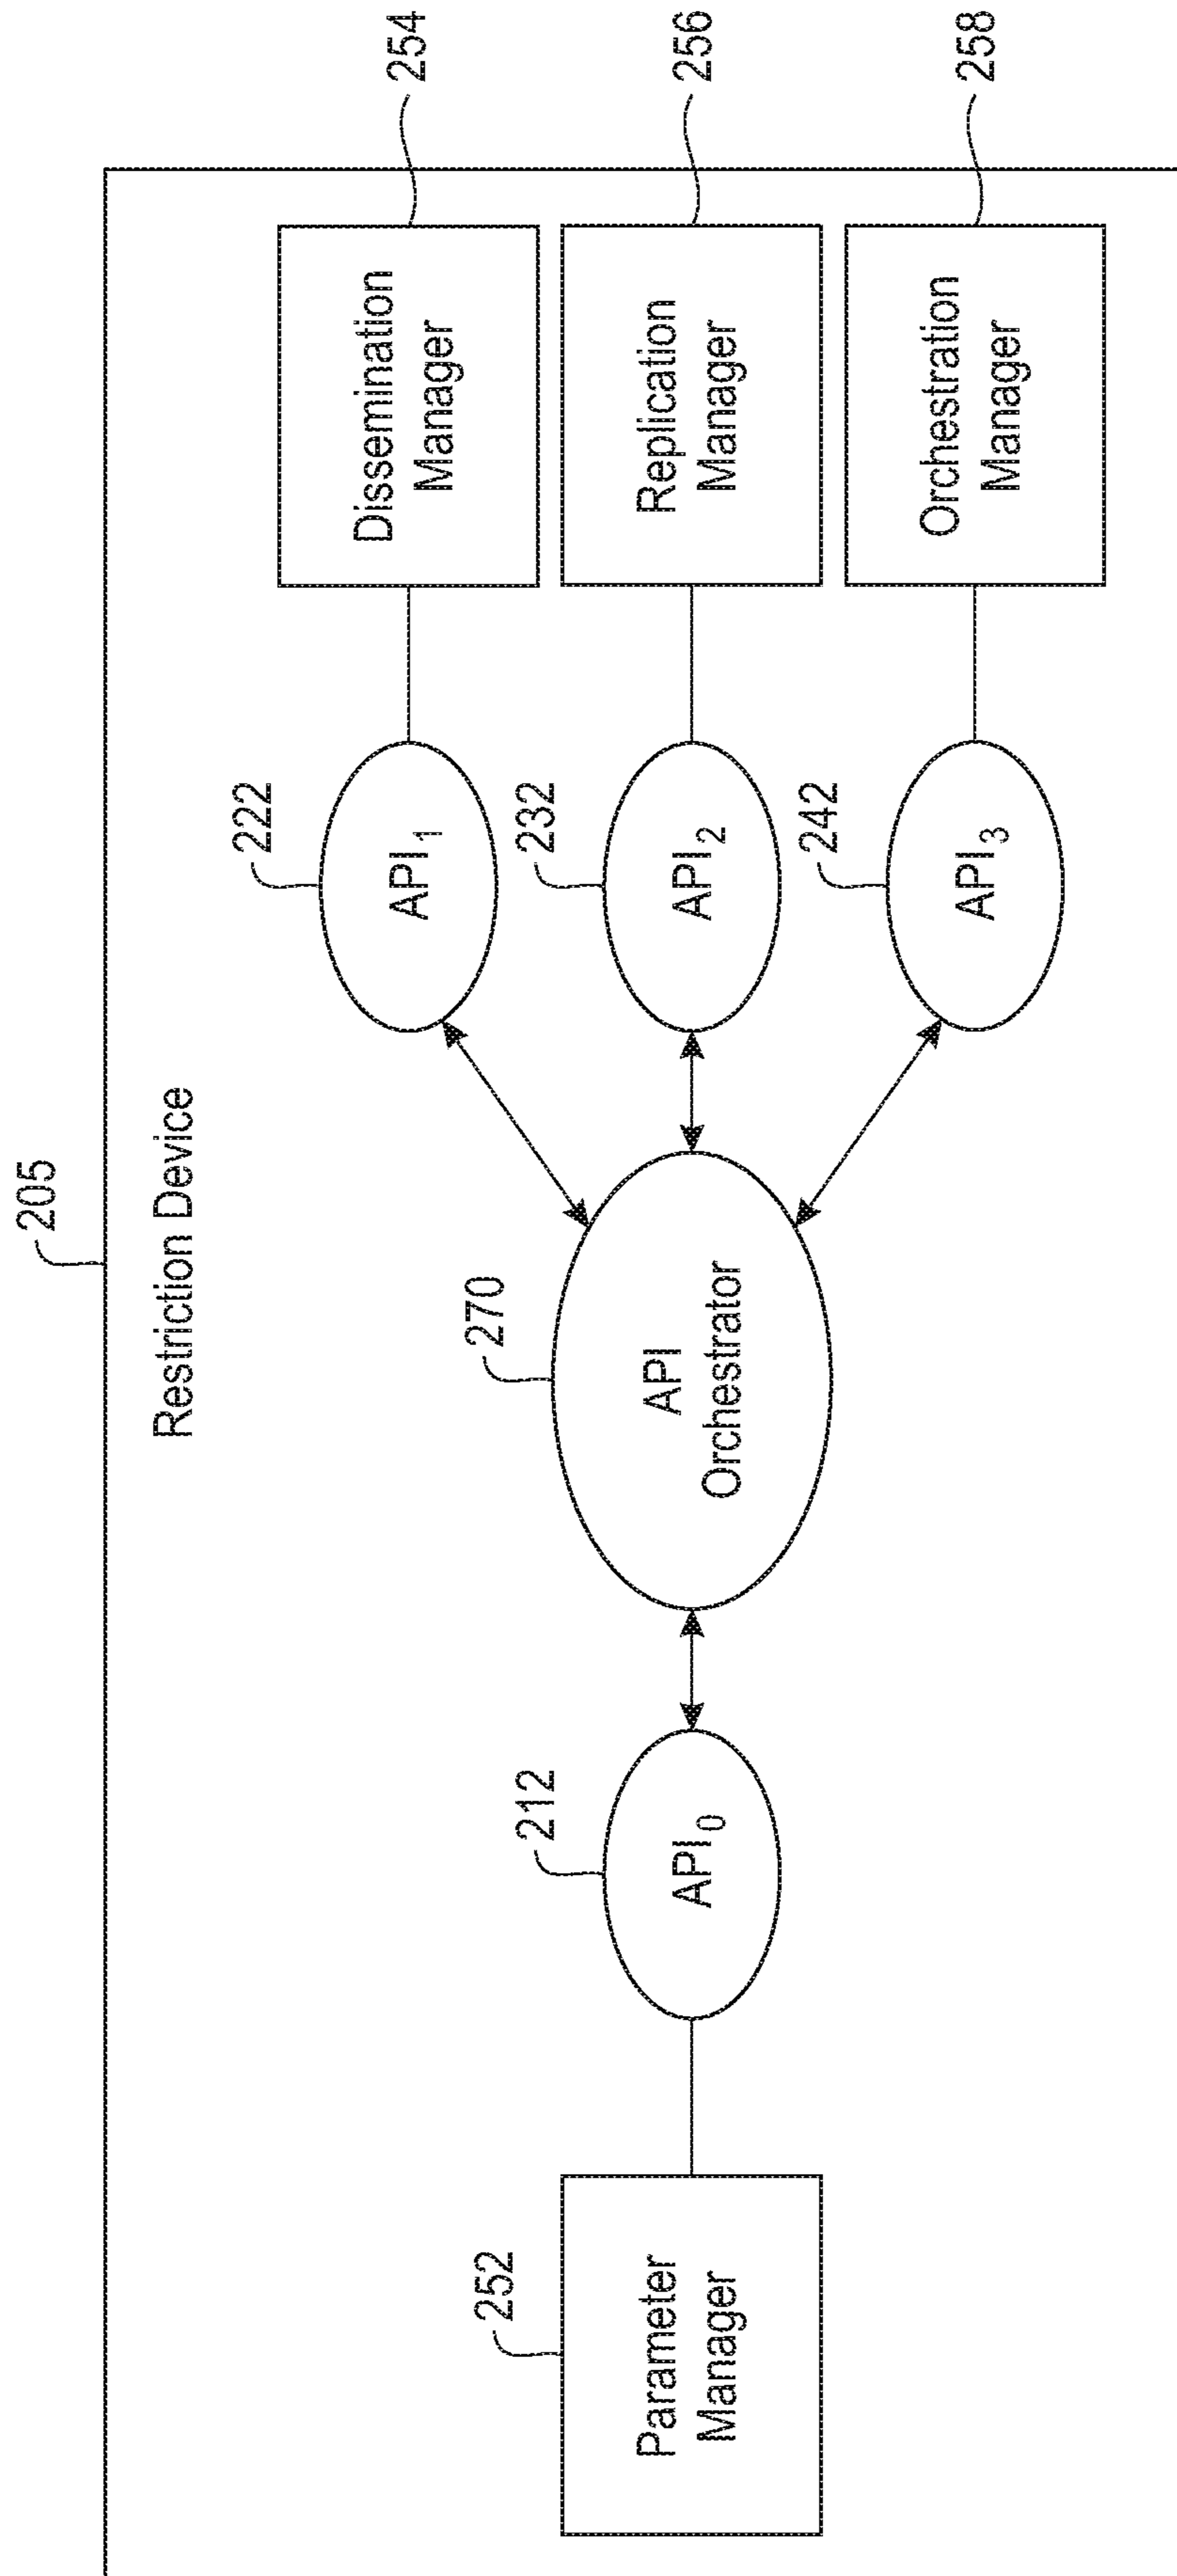 205
Restriction Device
252
Parameter
Manager
212
API0
270
API
Orchestrator
222
API1
232
API2
242
API3
Dissemination
Manager
254
Replication
Manager
256
Orchestration
Manager
258